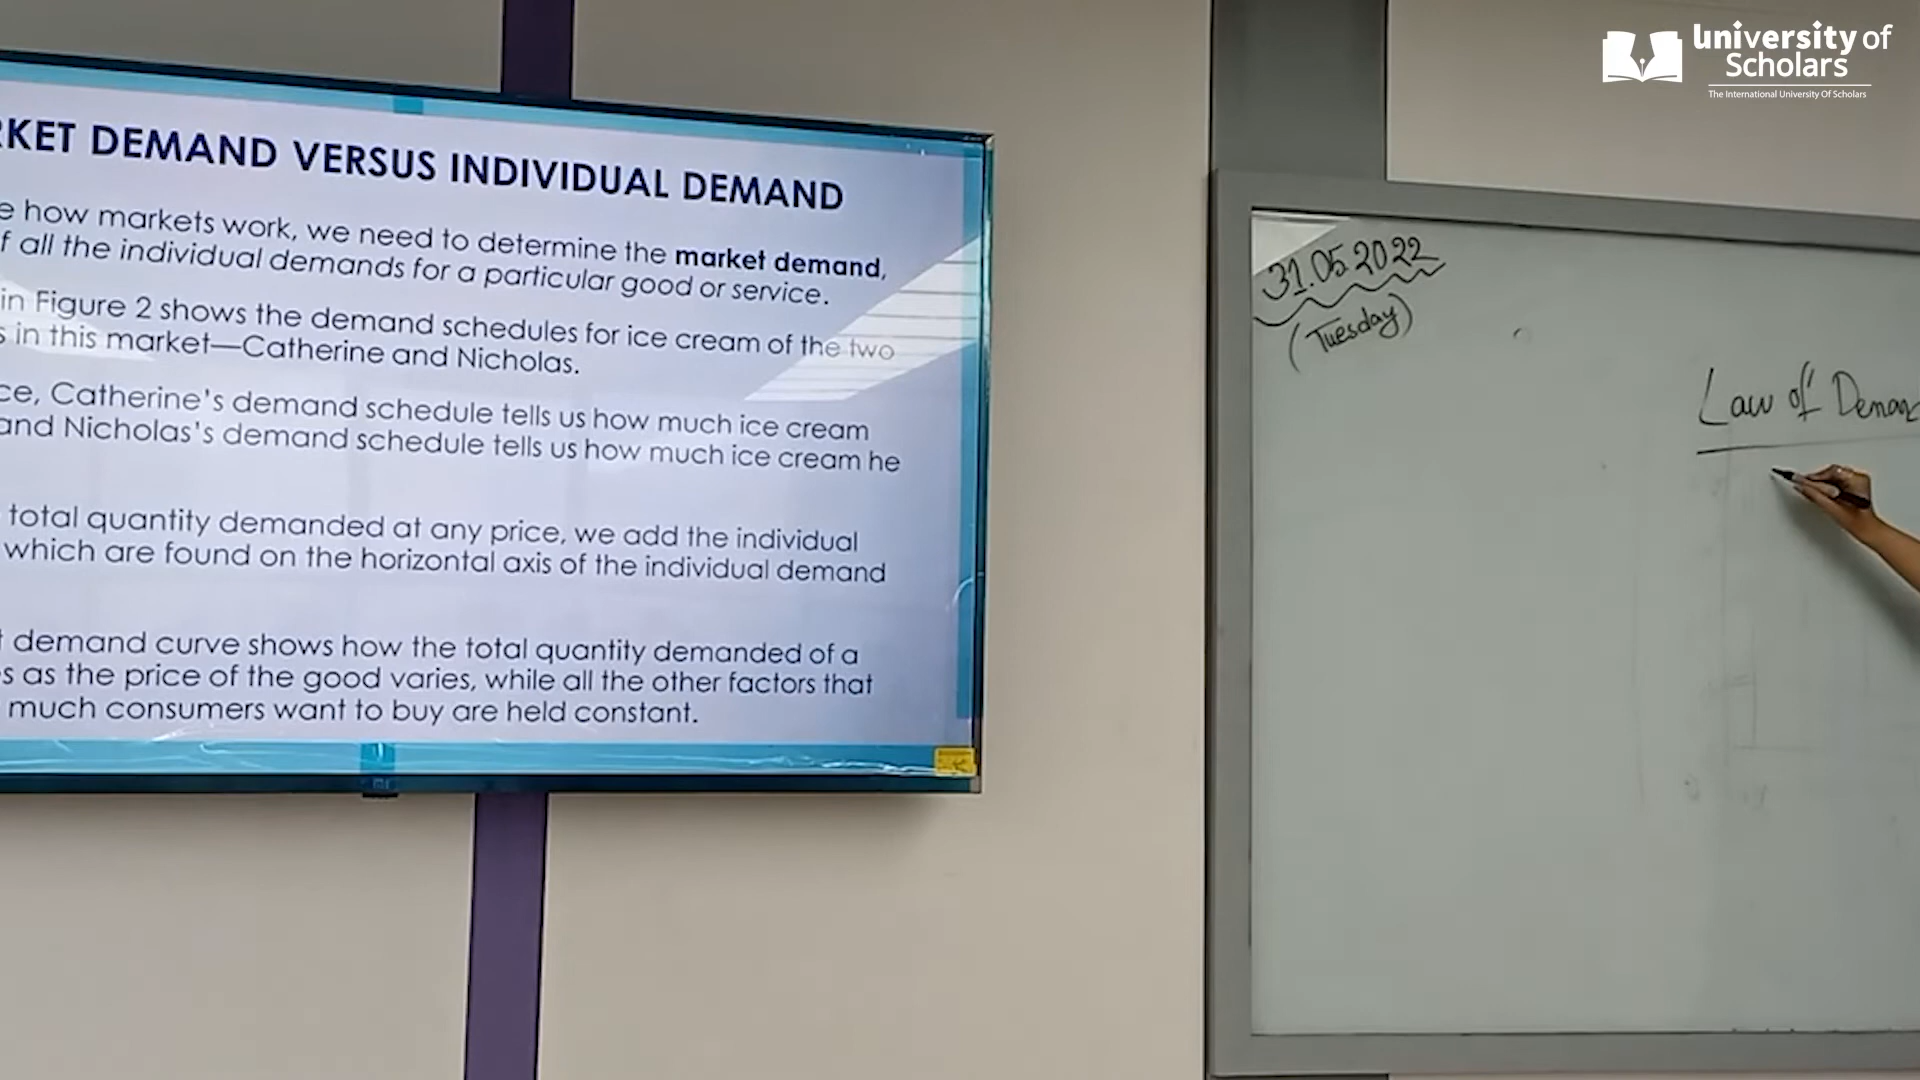 RKET DEMAND VERSUS INDIVIDUAL DEMAND
e how markets work, we need to determine the market demand,
f all the individual demands for a particular good or service.
in Figure 2 shows the demand schedules for ice cream of the two
s in this market—Catherine and Nicholas.
ce, Catherine's demand schedule tells us how much ice cream
and Nicholas's demand schedule tells us how much ice cream he
total quantity demanded at any price, we add the individual
which are found on the horizontal axis of the individual demand
t demand curve shows how the total quantity demanded of a
s as the price of the good varies, while all the other factors that
much consumers want to buy are held constant.
university of
Scholars
The International University Of Scholars
31.05.2022
(Tuesday)
Law of Deman